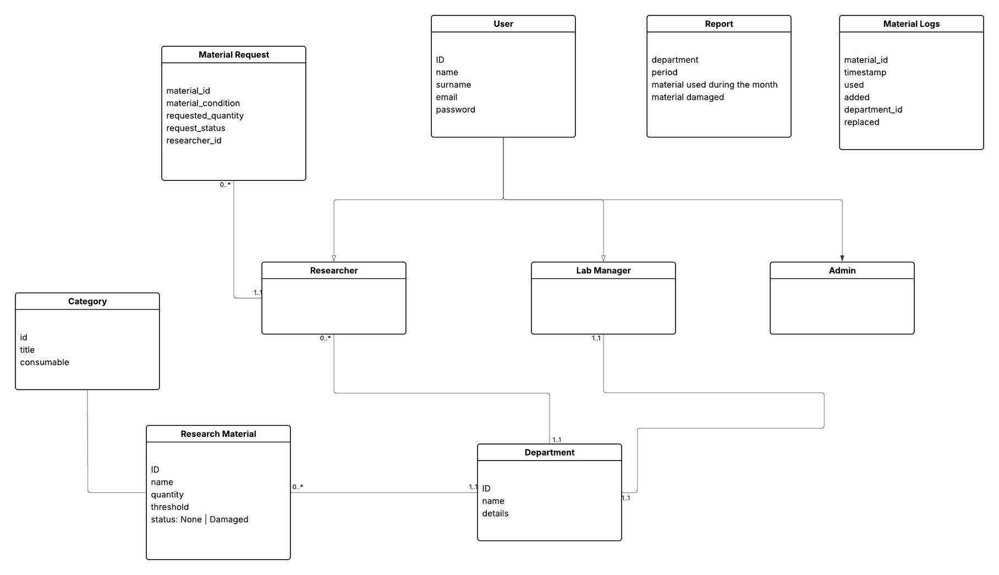 User
ID
name
surname
email
password
Report
department
period
material used during the month
material damaged
Material Logs
material_id
timestamp
used
added
department_id
replaced
Material Request
material_id
material_condition
requested_quantity
request_status
researcher_id
0..*
1..1
Researcher
0..*
Lab Manager
1..1
Admin
Category
id
title
consumable
Research Material
ID
name
quantity
threshold
status: None | Damaged
0..*
1..1
1..1
Department
ID
name
details
1..1